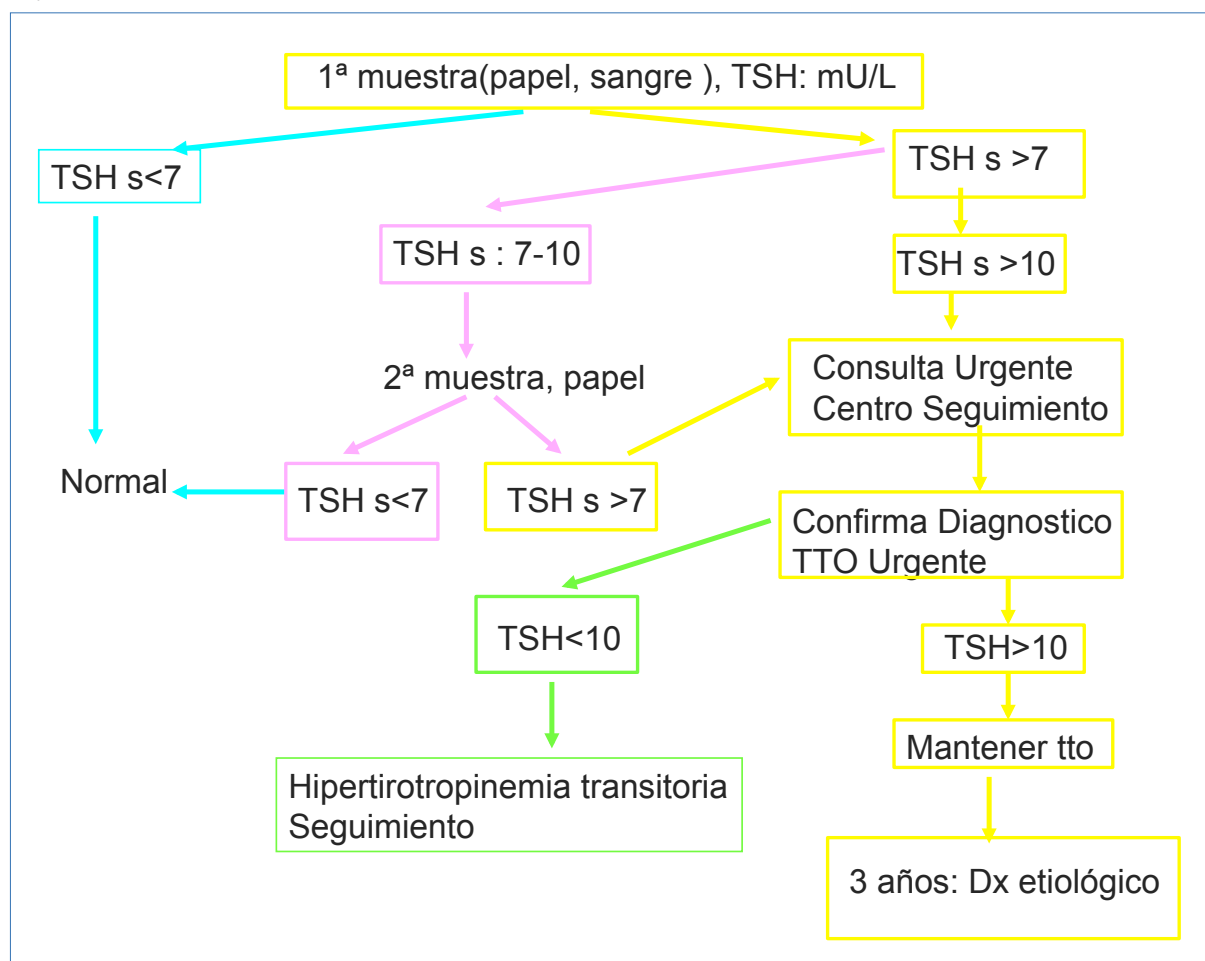 1ª muestra(papel, sangre ), TSH: mU/L
TSH s<7
TSH s >7
TSH s : 7-10
TSH s >10
2ª muestra, papel
Consulta Urgente
Centro Seguimiento
Normal
TSH s<7
TSH s >7
Confirma Diagnostico
TTO Urgente
TSH<10
TSH>10
Mantener tto
Hipertirotropinemia transitoria
Seguimiento
3 años: Dx etiológico